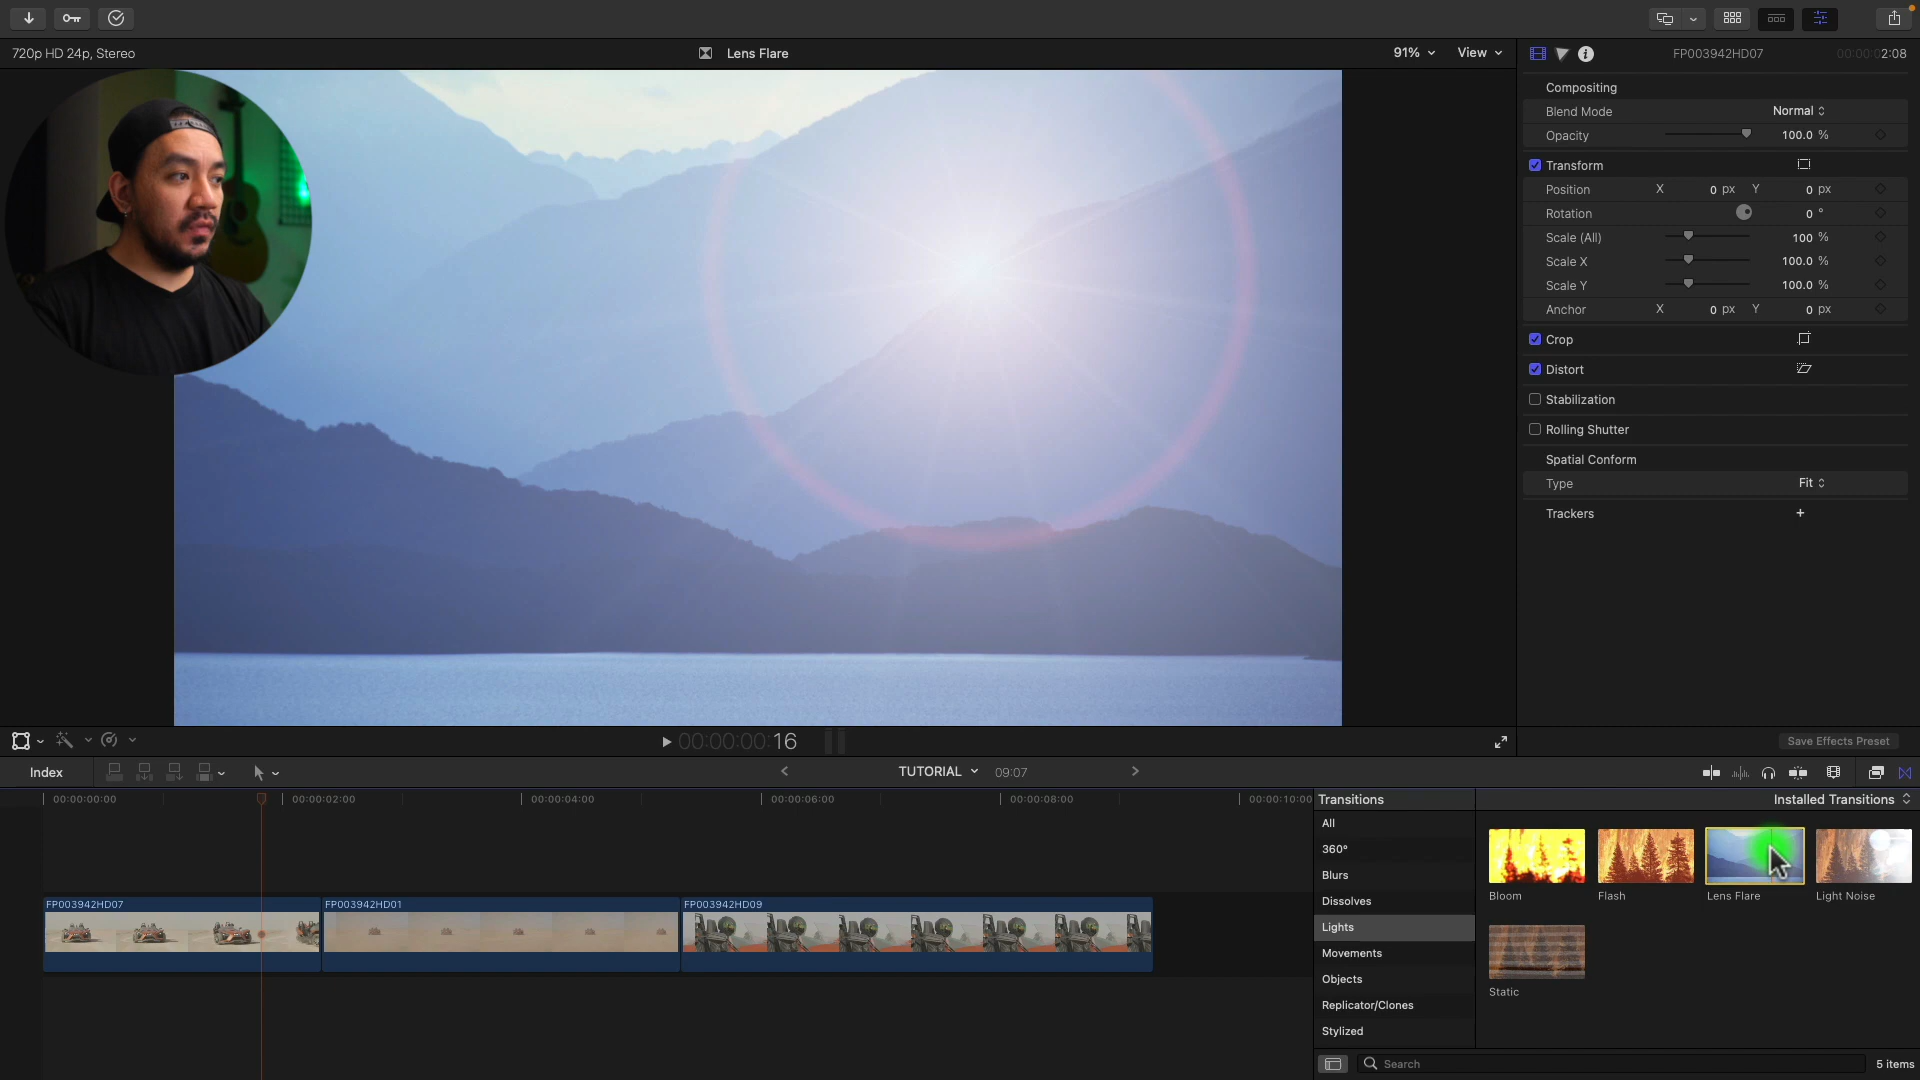 720p HD 24p, Stereo
Lens Flare
91%
View
FP003942HD07
00:00:02:08
Compositing
Blend Mode
Normal
Opacity
100.0 %
Transform
Position
X 0 px Y 0 px
Rotation
0 °
Scale (All)
100 %
Scale X
100.0 %
Scale Y
100.0 %
Anchor
X 0 px Y 0 px
Crop
Distort
Stabilization
Rolling Shutter
Spatial Conform
Type
Fit
Trackers
+
00:00:00:16
Save Effects Preset
Index
TUTORIAL
09:07
00:00:00:00
00:00:02:00
00:00:04:00
00:00:06:00
00:00:08:00
00:00:10:00
FP003942HD07
FP003942HD01
FP003942HD09
Transitions
Installed Transitions
All
360°
Blurs
Dissolves
Lights
Movements
Objects
Replicator/Clones
Stylized
Bloom
Flash
Lens Flare
Light Noise
Static
Search
5 items